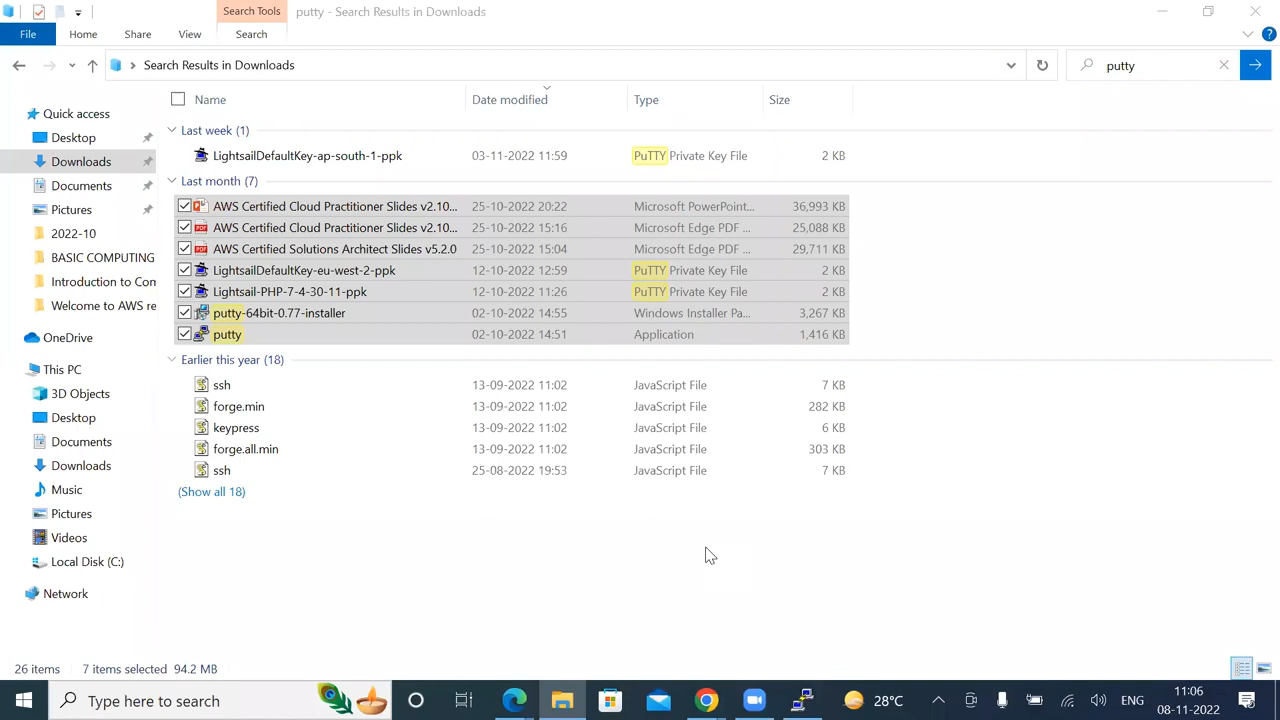 Search Tools
putty - Search Results in Downloads
File
Home
Share
View
Search
Search Results in Downloads
putty
Name
Date modified
Type
Size
Quick access
Desktop
Downloads
Documents
Pictures
2022-10
BASIC COMPUTING
Introduction to Com
Welcome to AWS re
OneDrive
This PC
3D Objects
Desktop
Documents
Downloads
Music
Pictures
Videos
Local Disk (C:)
Network
Last week (1)
LightsailDefaultKey-ap-south-1-ppk 03-11-2022 11:59 PuTTY Private Key File 2 KB
Last month (7)
AWS Certified Cloud Practitioner Slides v2.10... 25-10-2022 20:22 Microsoft PowerPoint... 36,993 KB
AWS Certified Cloud Practitioner Slides v2.10... 25-10-2022 15:16 Microsoft Edge PDF ... 25,088 KB
AWS Certified Solutions Architect Slides v5.2.0 25-10-2022 15:04 Microsoft Edge PDF ... 29,711 KB
LightsailDefaultKey-eu-west-2-ppk 12-10-2022 12:59 PuTTY Private Key File 2 KB
Lightsail-PHP-7-4-30-11-ppk 12-10-2022 11:26 PuTTY Private Key File 2 KB
putty-64bit-0.77-installer 02-10-2022 14:55 Windows Installer Pa... 3,267 KB
putty 02-10-2022 14:51 Application 1,416 KB
Earlier this year (18)
ssh 13-09-2022 11:02 JavaScript File 7 KB
forge.min 13-09-2022 11:02 JavaScript File 282 KB
keypress 13-09-2022 11:02 JavaScript File 6 KB
forge.all.min 13-09-2022 11:02 JavaScript File 303 KB
ssh 25-08-2022 19:53 JavaScript File 7 KB
(Show all 18)
26 items 7 items selected 94.2 MB
Type here to search
28°C
ENG
11:06
08-11-2022